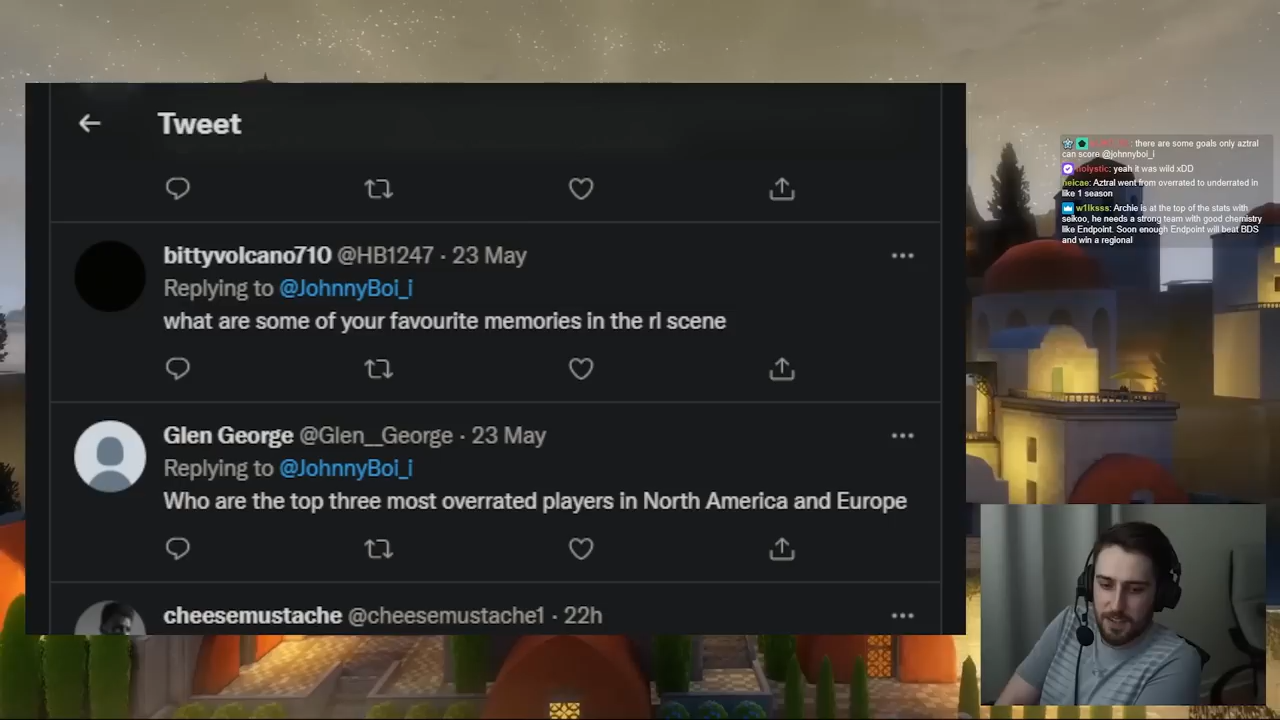 Tweet
bittyvolcano710 @HB1247 · 23 May
Replying to @JohnnyBoi_i
what are some of your favourite memories in the rl scene
Glen George @Glen__George · 23 May
Replying to @JohnnyBoi_i
Who are the top three most overrated players in North America and Europe
cheesemustache @cheesemustache1 · 22h
: there are some goals only aztral
can score @johnnyboi_i
holystic: yeah it was wild xDD
heicae: Aztral went from overrated to underrated in
like 1 season
w1lksss: Archie is at the top of the stats with
seikoo, he needs a strong team with good chemistry
like Endpoint. Soon enough Endpoint will beat BDS
and win a regional